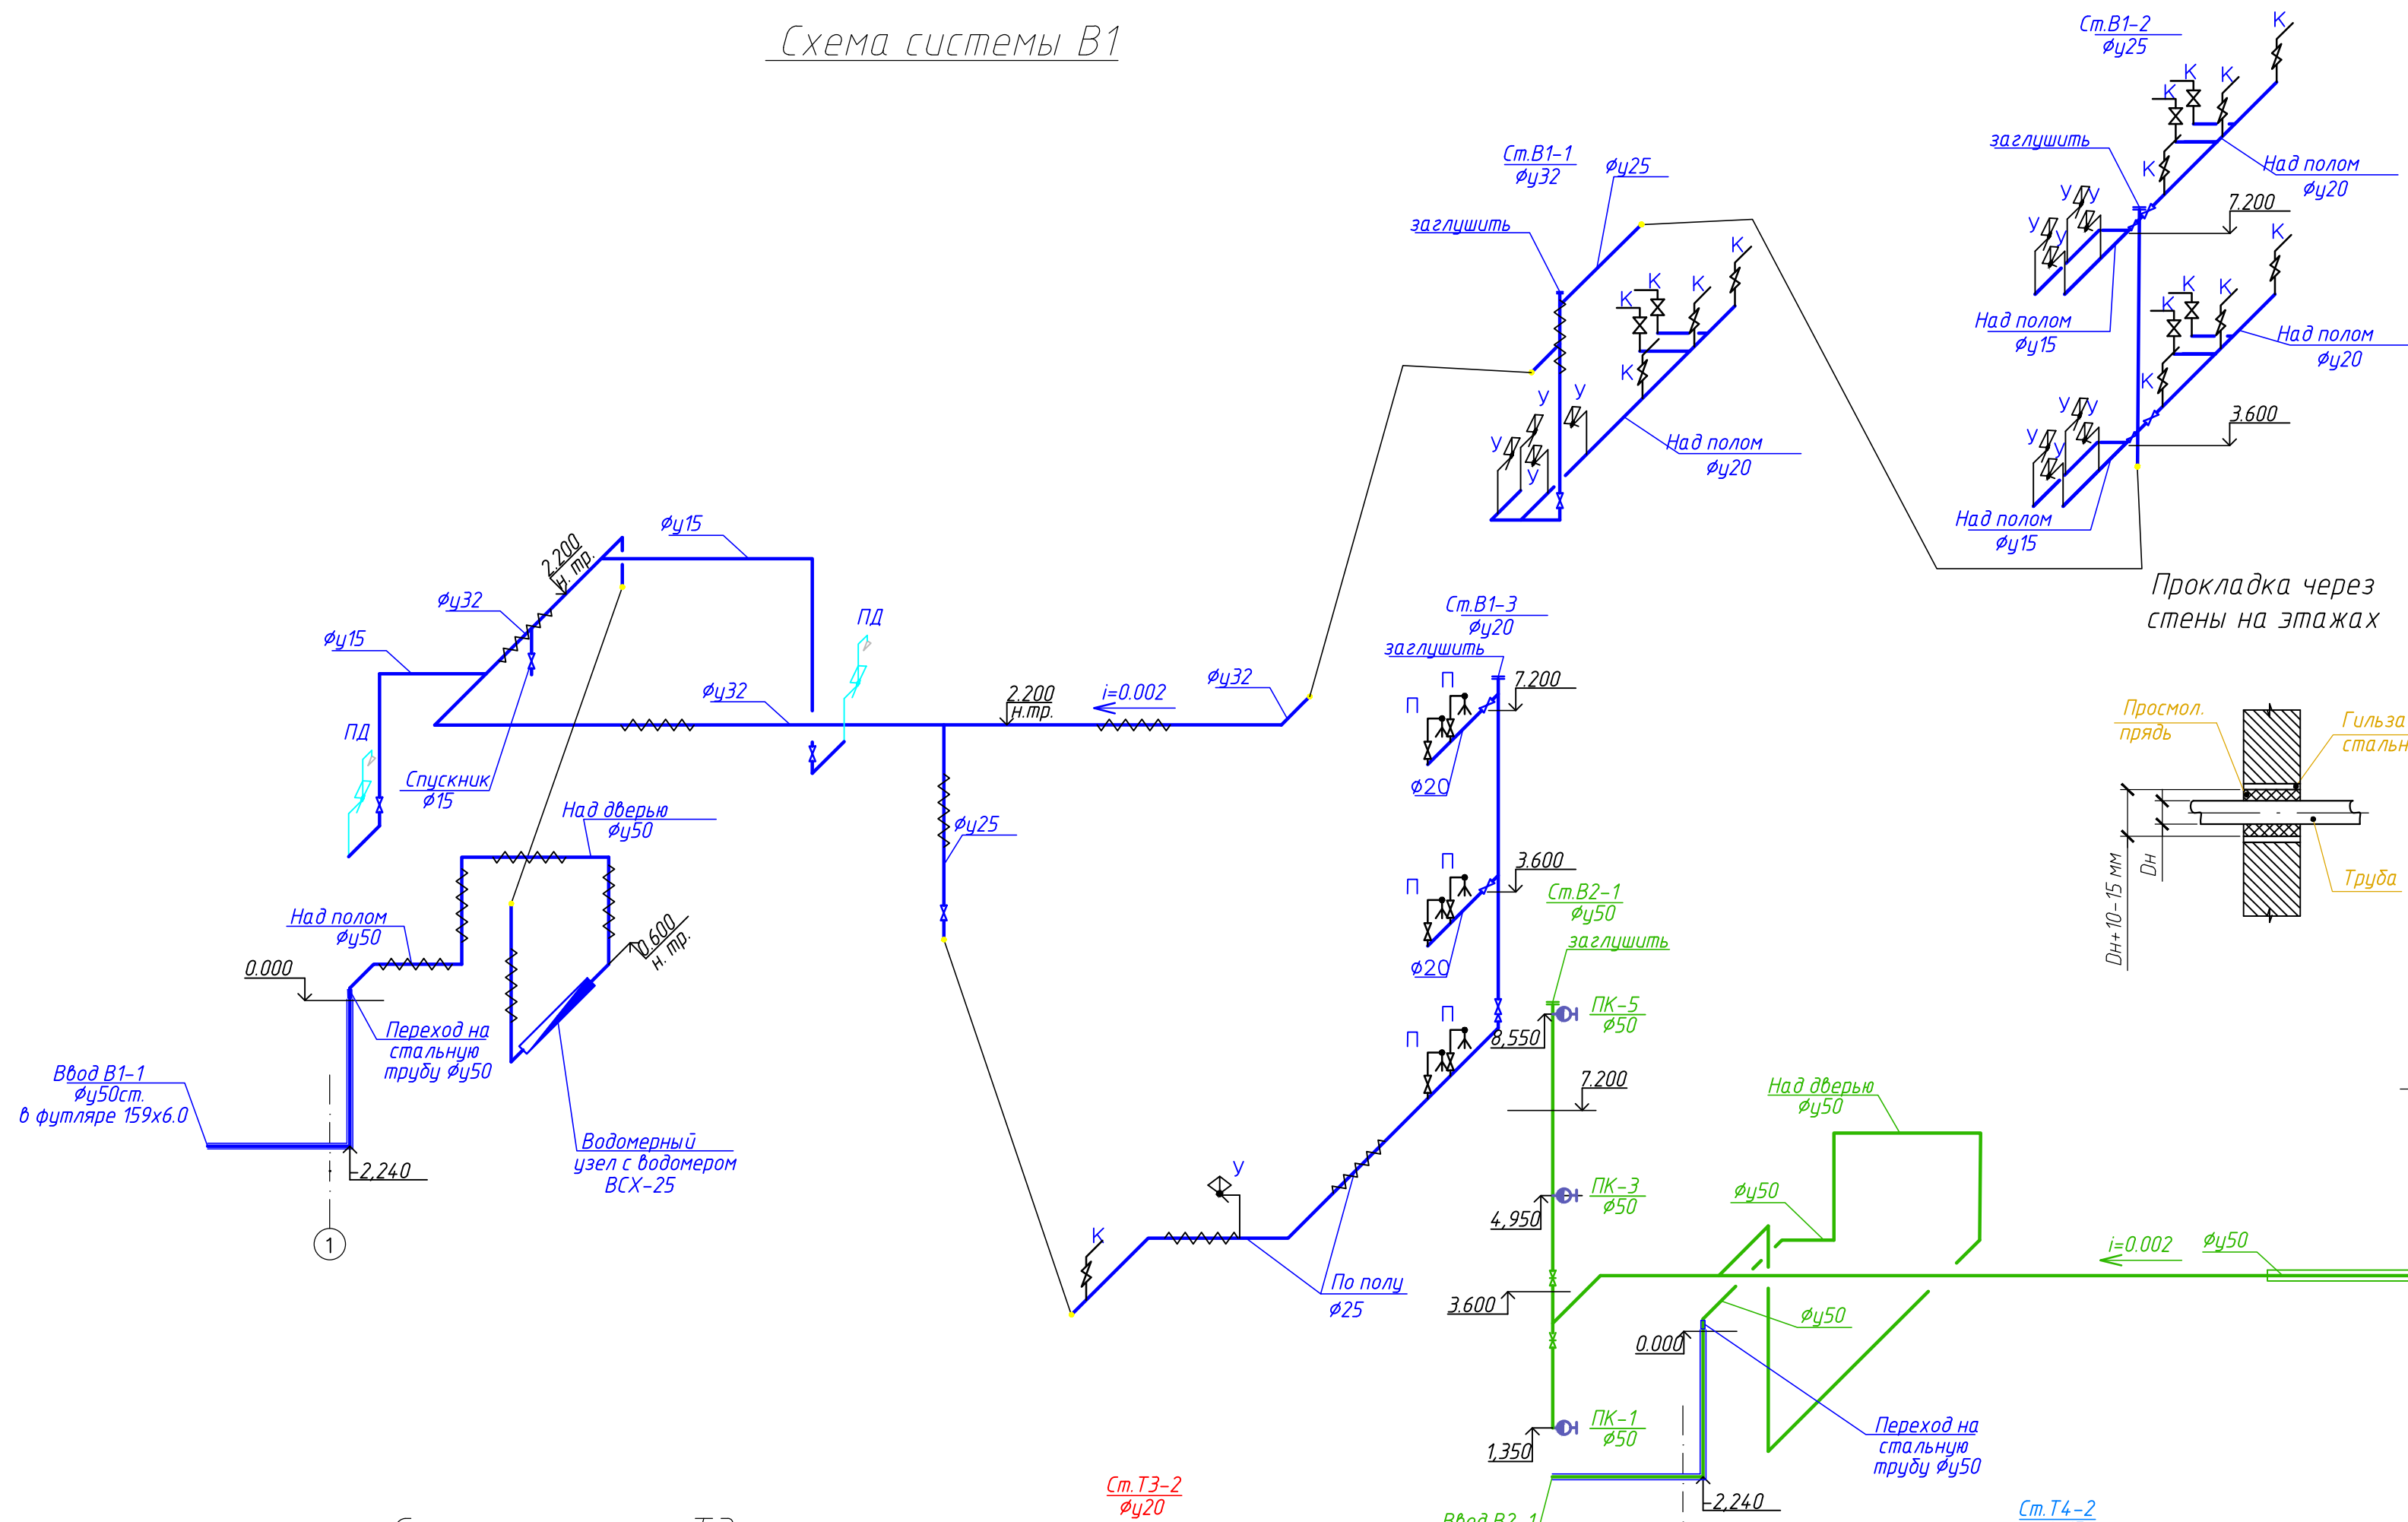 Схема системы В1
Ст.В1-2
φу25
К
К
К
К
заглушить
Над полом
φу20
К
У
У
У
У
7.200
Над полом
φу15
К
К
К
К
Над полом
φу20
К
У
У
У
У
3.600
Над полом
φу15
Ст.В1-1
φу32
φу25
заглушить
К
К
К
К
К
У
У
У
У
Над полом
φу20
Прокладка через
стены на этажах
Просмол.
прядь
Гильза
Dн+10-15 мм
Dн
Труба
φу15
2.200
н. тр.
φу32
φу15
ПД
ПД
φу32
2.200
н.тр.
i=0.002
φу32
Спускник
φ15
Над дверью
φу50
φу25
Над полом
φу50
0.000
0.600
н. тр.
Переход на
стальную
трубу φу50
Ввод В1-1
φу50ст.
в футляре 159х6.0
-2,240
1
Водомерный
узел с водомером
ВСХ-25
Ст.В1-3
φу20
заглушить
П
П
7.200
φ20
П
П
3.600
φ20
П
П
У
К
По полу
φ25
Ст.В2-1
φу50
заглушить
ПК-5
φ50
8,550
7.200
ПК-3
φ50
4,950
3.600
ПК-1
φ50
1,350
Над дверью
φу50
φу50
i=0.002
φу50
φу50
0.000
Переход на
стальную
трубу φу50
-2,240
Ст.Т3-2
φу20
Ст.Т4-2
Ввод В2-1